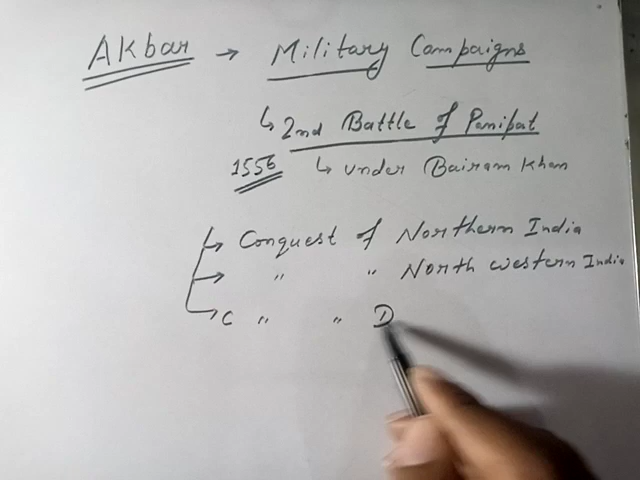 Akbar → Military Campaigns
↳ 2nd Battle of Panipat
1556 ↳ under Bairam Khan
→ Conquest of Northern India
→ " " North western India
→ C " " D